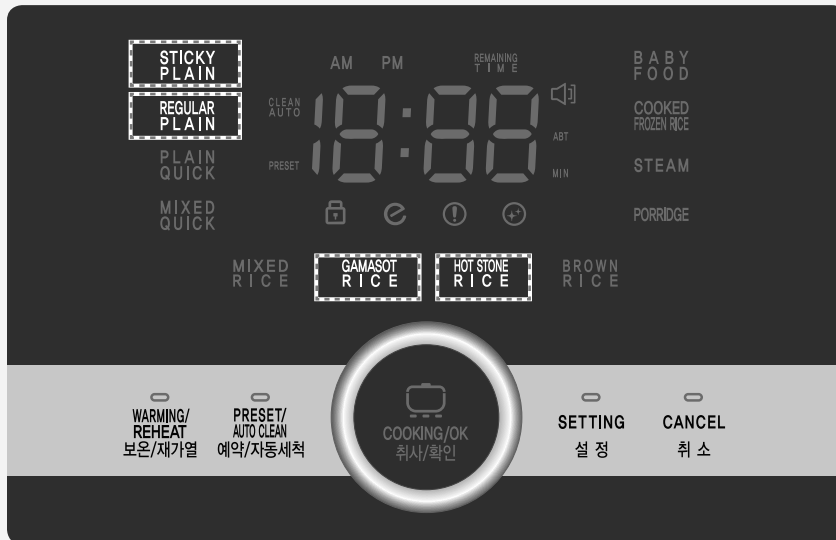 STICKY
PLAIN
REGULAR
PLAIN
PLAIN
QUICK
MIXED
QUICK
AM PM
REMAINING
TIME
CLEAN
AUTO
PRESET
18:88
ABT
MIN
BABY
FOOD
COOKED
FROZEN RICE
STEAM
PORRIDGE
MIXED
RICE
GAMASOT
RICE
HOT STONE
RICE
BROWN
RICE
WARMING/
REHEAT
보온/재가열
PRESET/
AUTO CLEAN
예약/자동세척
COOKING/OK
취사/확인
SETTING
설 정
CANCEL
취 소